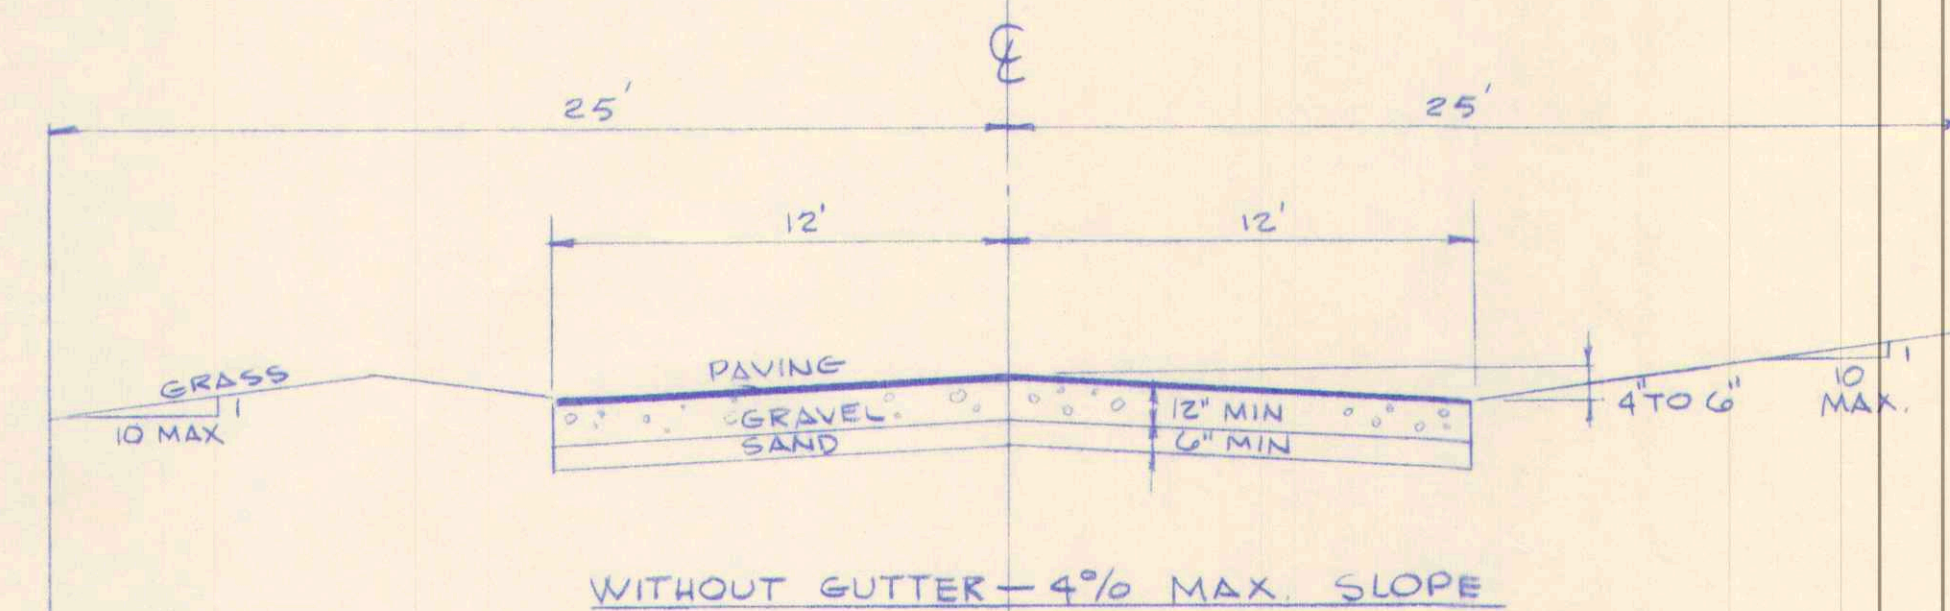 ℄
25' 25'
12' 12'
PAVING
GRASS
1
10 MAX
GRAVEL
SAND
12" MIN
6" MIN
4" TO 6"
1
10
MAX.
WITHOUT GUTTER — 4% MAX. SLOPE